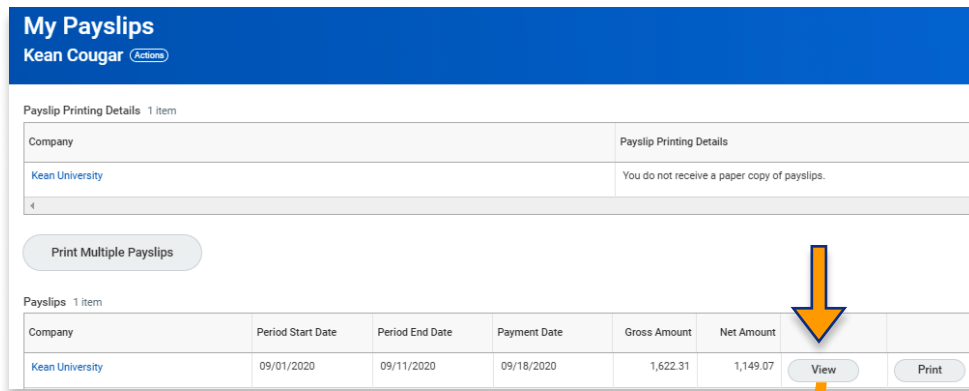 My Payslips
Kean Cougar Actions
Payslip Printing Details 1 item
Company Payslip Printing Details
Kean University You do not receive a paper copy of payslips.
Print Multiple Payslips
Payslips 1 item
Company Period Start Date Period End Date Payment Date Gross Amount Net Amount
Kean University 09/01/2020 09/11/2020 09/18/2020 1,622.31 1,149.07 View Print